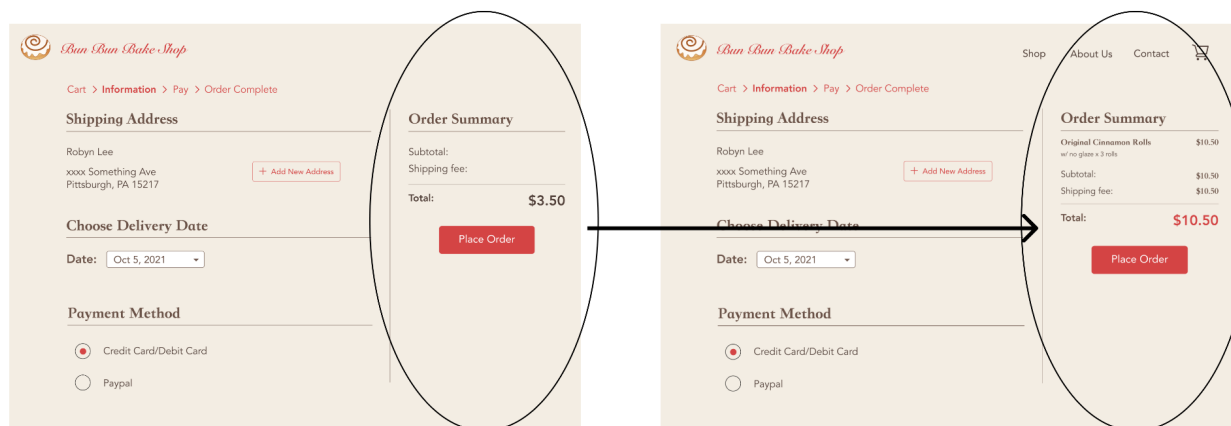 Bun Bun Bake Shop
Cart > Information > Pay > Order Complete
Shipping Address
Robyn Lee
xxxx Something Ave
Pittsburgh, PA 15217
+ Add New Address
Choose Delivery Date
Date: Oct 5, 2021
Payment Method
Credit Card/Debit Card
Paypal
Order Summary
Subtotal:
Shipping fee:
Total: $3.50
Place Order
Bun Bun Bake Shop
Shop About Us Contact
Cart > Information > Pay > Order Complete
Shipping Address
Robyn Lee
xxxx Something Ave
Pittsburgh, PA 15217
+ Add New Address
Choose Delivery Date
Date: Oct 5, 2021
Payment Method
Credit Card/Debit Card
Paypal
Order Summary
Original Cinnamon Rolls $10.50
w/ no glaze x 3 rolls
Subtotal: $10.50
Shipping fee: $10.50
Total: $10.50
Place Order